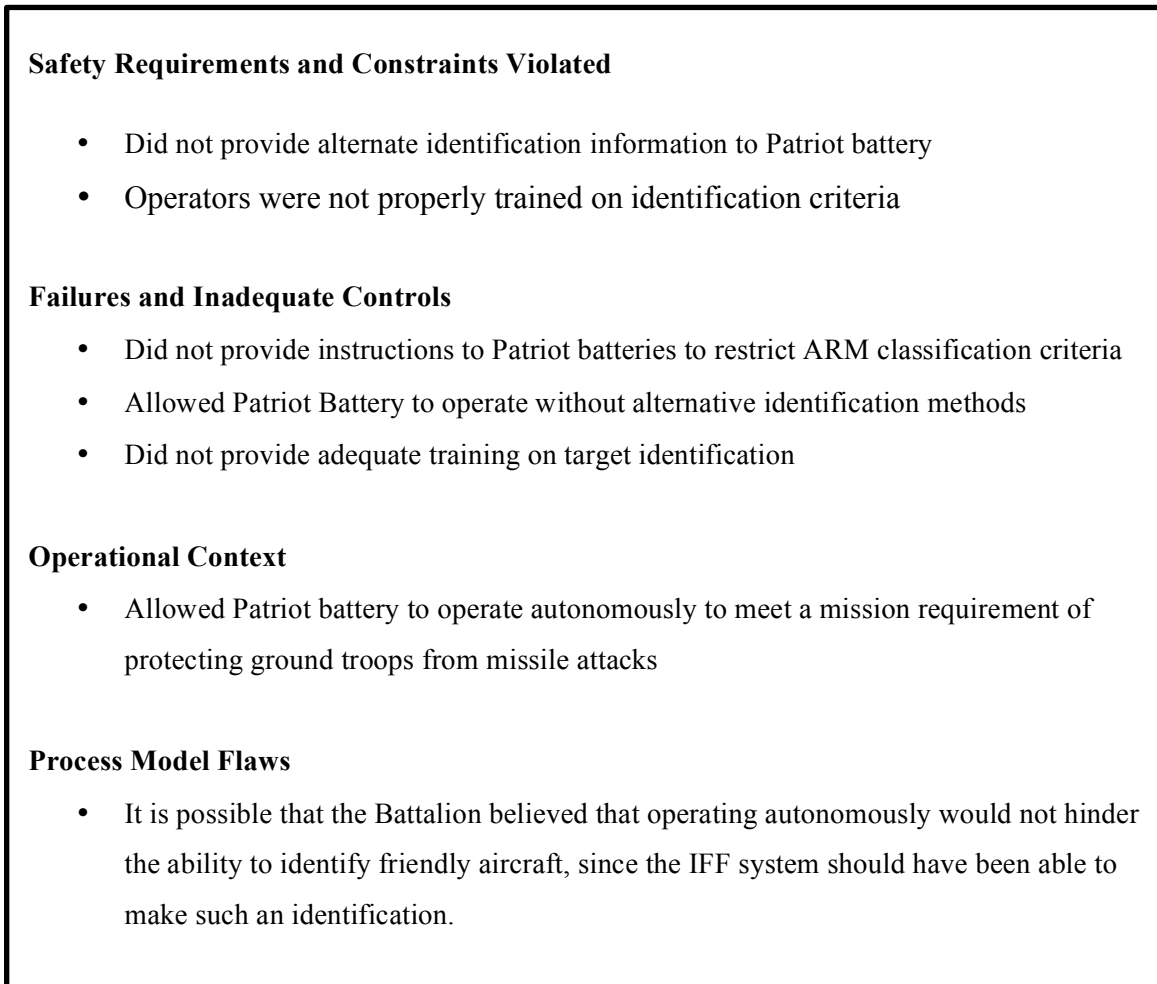 Safety Requirements and Constraints Violated
• Did not provide alternate identification information to Patriot battery
• Operators were not properly trained on identification criteria
Failures and Inadequate Controls
• Did not provide instructions to Patriot batteries to restrict ARM classification criteria
• Allowed Patriot Battery to operate without alternative identification methods
• Did not provide adequate training on target identification
Operational Context
• Allowed Patriot battery to operate autonomously to meet a mission requirement of
protecting ground troops from missile attacks
Process Model Flaws
• It is possible that the Battalion believed that operating autonomously would not hinder
the ability to identify friendly aircraft, since the IFF system should have been able to
make such an identification.